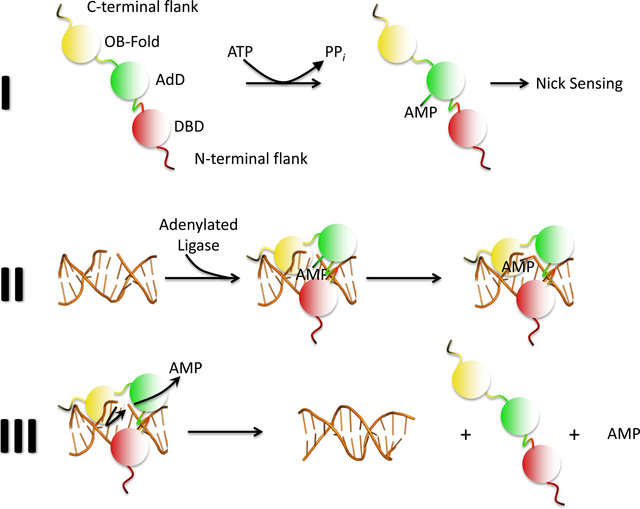 C-terminal flank
OB-Fold
AdD
DBD
N-terminal flank
ATP
PPi
AMP
Nick Sensing
I
Adenylated
Ligase
AMP
AMP
II
AMP
+
+
AMP
III